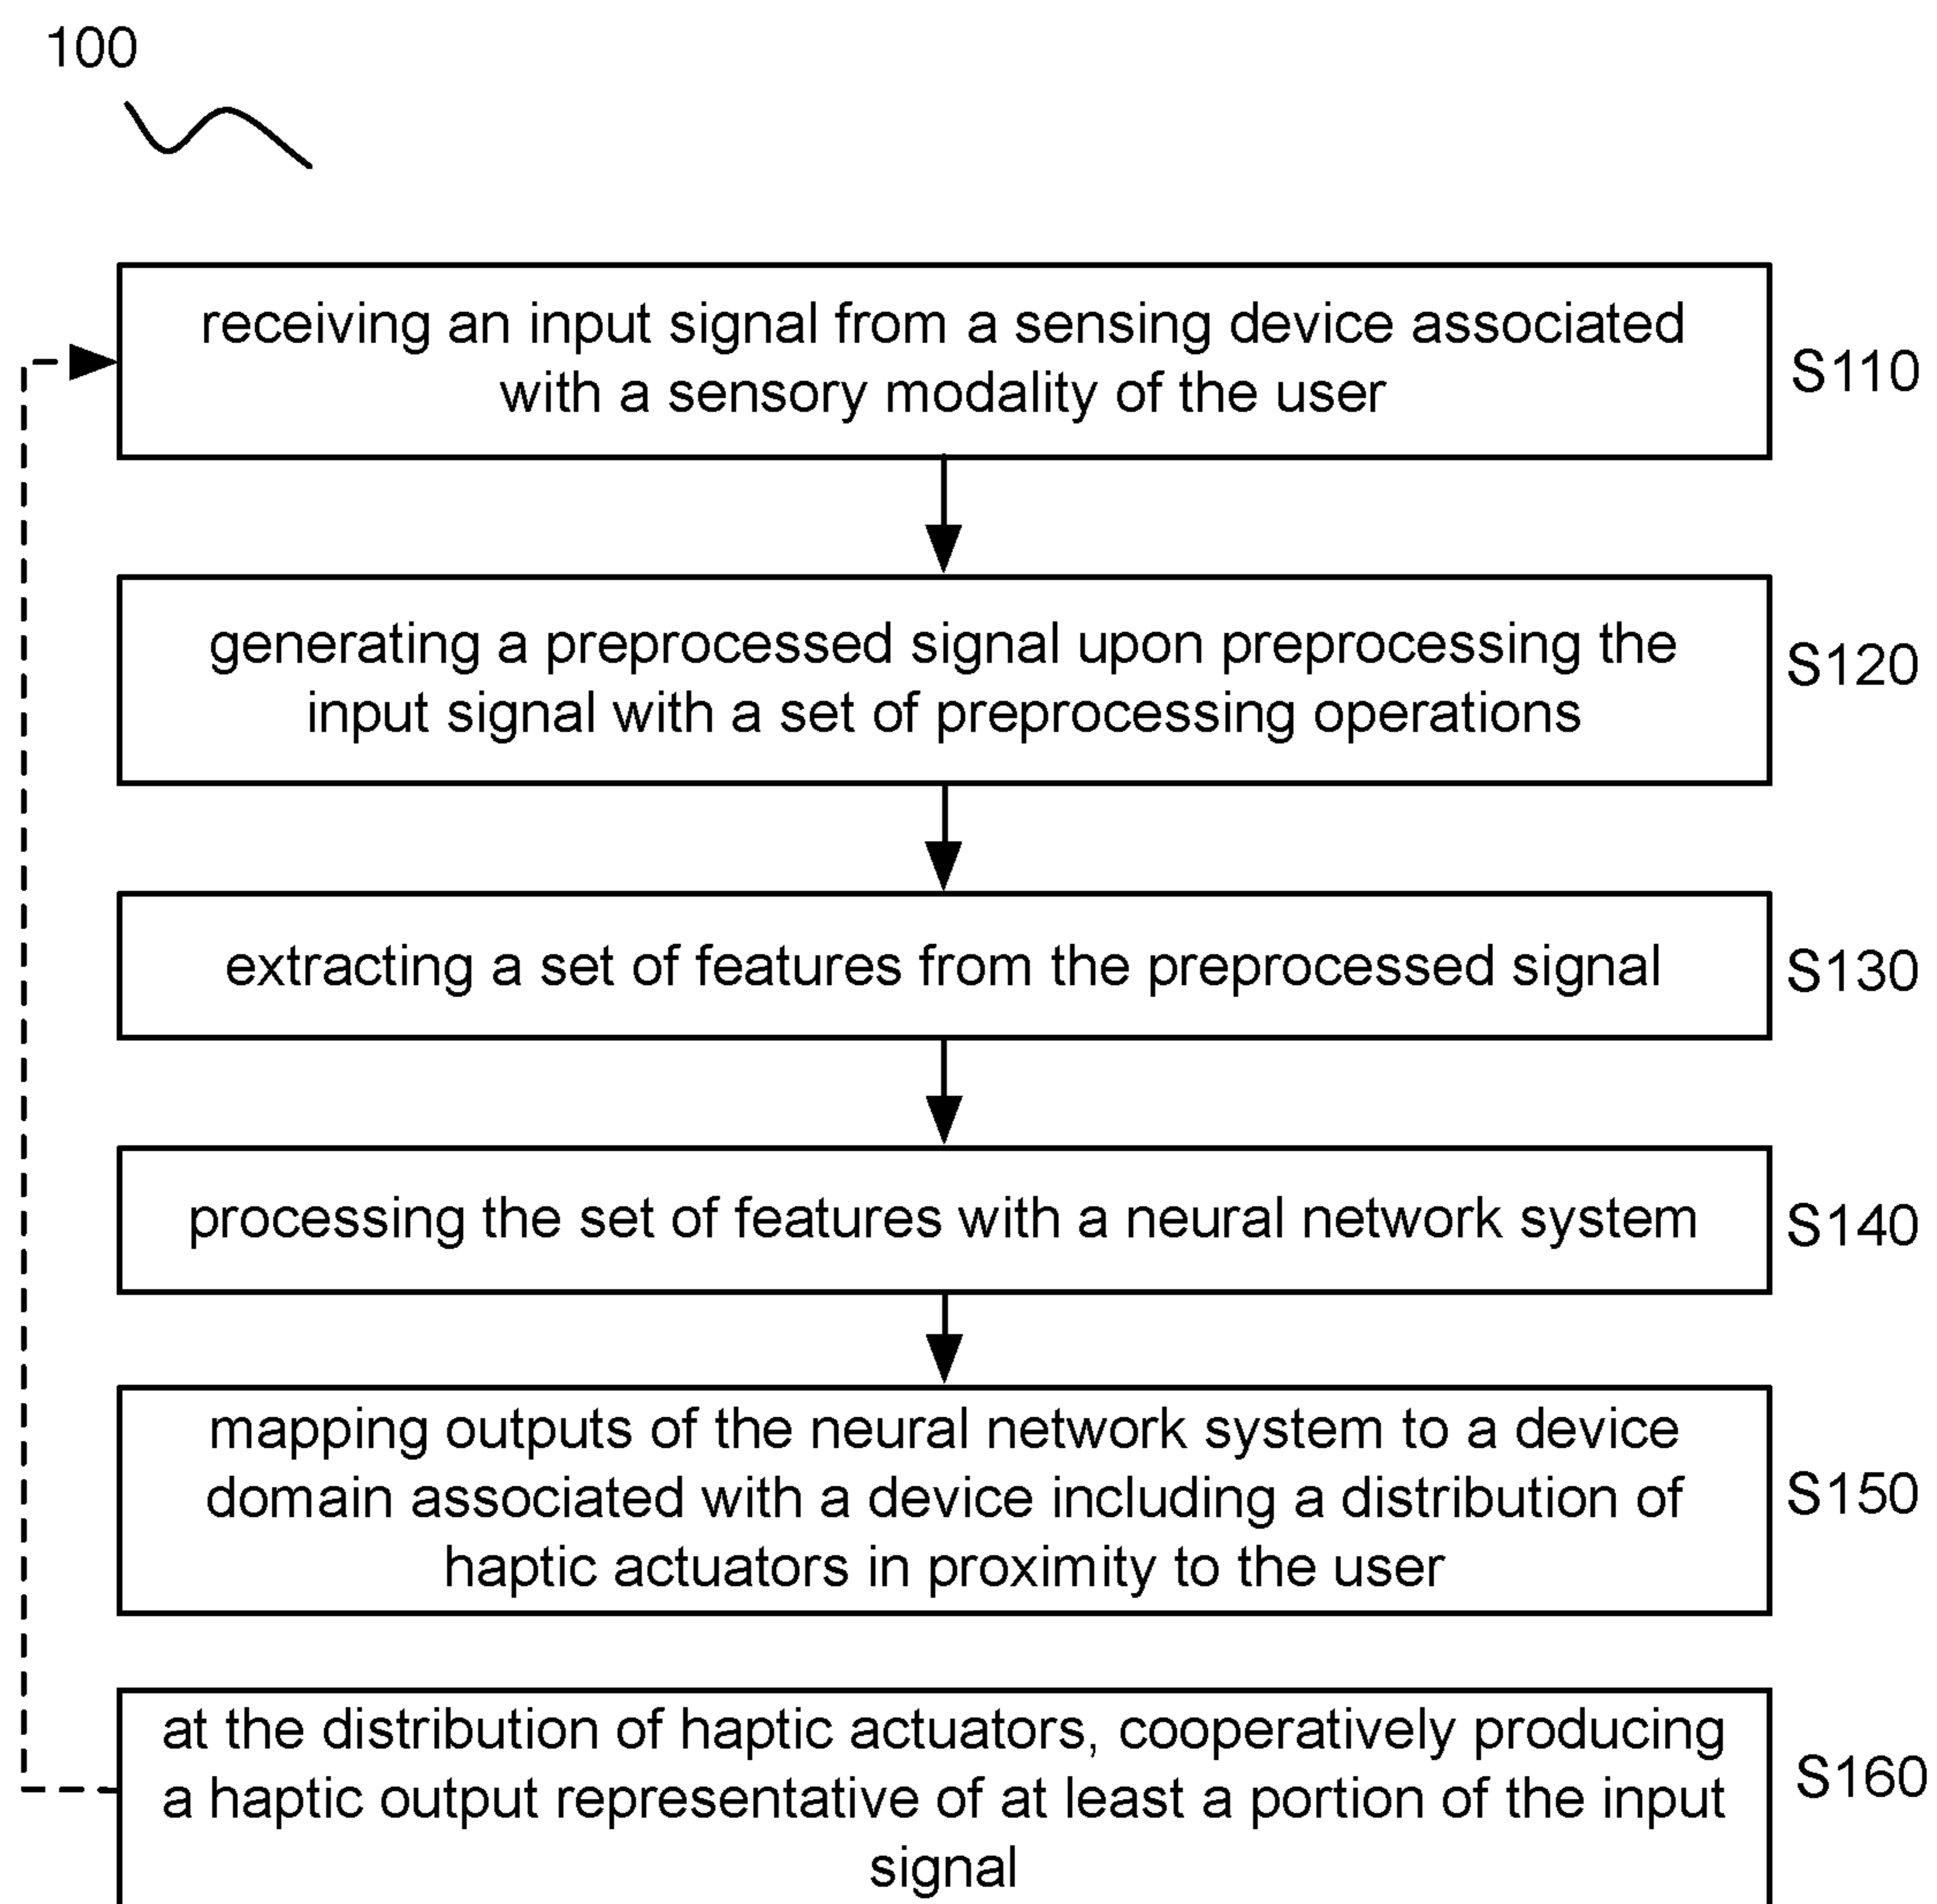 100
receiving an input signal from a sensing device associated
with a sensory modality of the user
S110
generating a preprocessed signal upon preprocessing the
input signal with a set of preprocessing operations
S120
extracting a set of features from the preprocessed signal
S130
processing the set of features with a neural network system
S140
mapping outputs of the neural network system to a device
domain associated with a device including a distribution of
haptic actuators in proximity to the user
S150
at the distribution of haptic actuators, cooperatively producing
a haptic output representative of at least a portion of the input
signal
S160